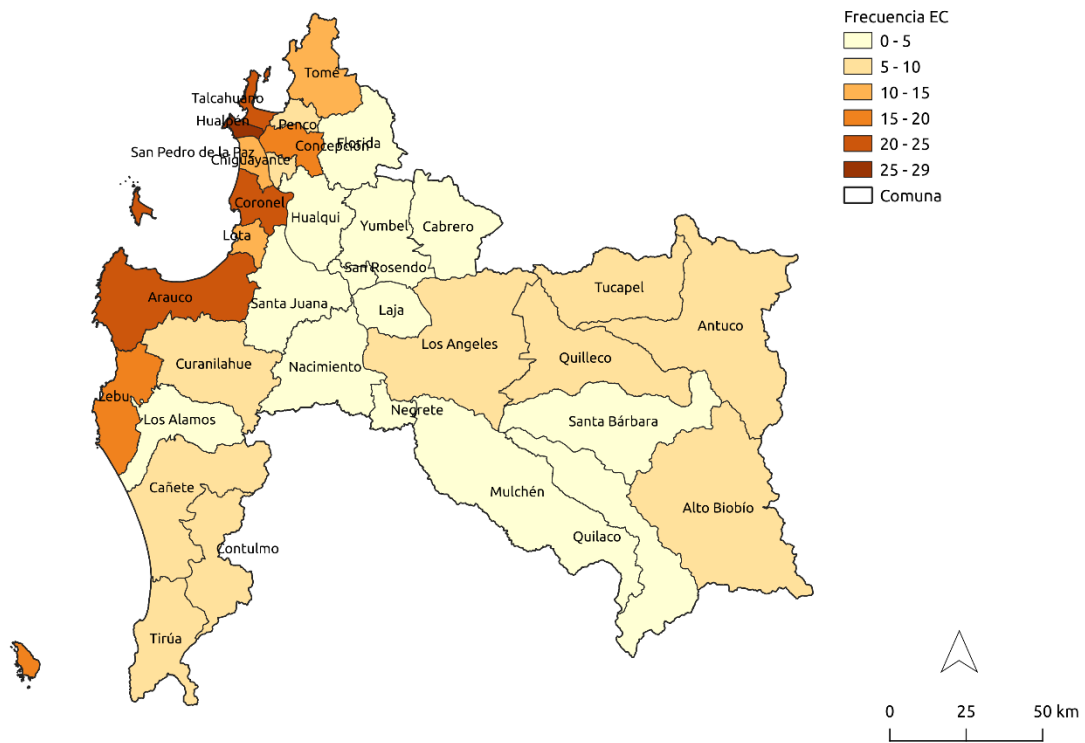 Frecuencia EC
0 - 5
5 - 10
10 - 15
15 - 20
20 - 25
25 - 29
Comuna
Tomé
Talcahuano
Hualpén
Penco
Concepción
Florida
San Pedro de la Paz
Chiguayante
Coronel
Hualqui
Yumbel
Cabrero
Lota
San Rosendo
Arauco
Santa Juana
Laja
Tucapel
Antuco
Los Angeles
Quilleco
Curanilahue
Nacimiento
Lebu
Los Alamos
Negrete
Santa Bárbara
Cañete
Mulchén
Alto Biobío
Quilaco
Contulmo
Tirúa
0 25 50 km